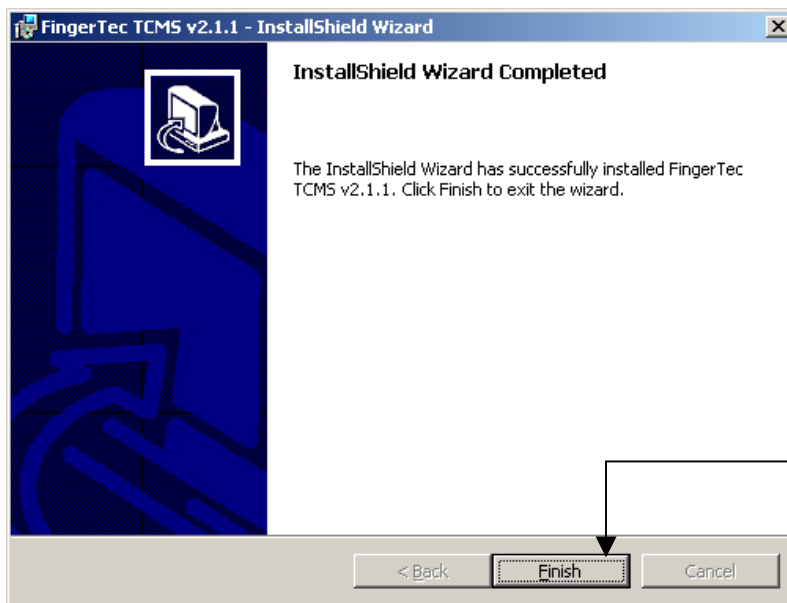 FingerTec TCMS v2.1.1 - InstallShield Wizard
InstallShield Wizard Completed
The InstallShield Wizard has successfully installed FingerTec
TCMS v2.1.1. Click Finish to exit the wizard.
< Back
Finish
Cancel